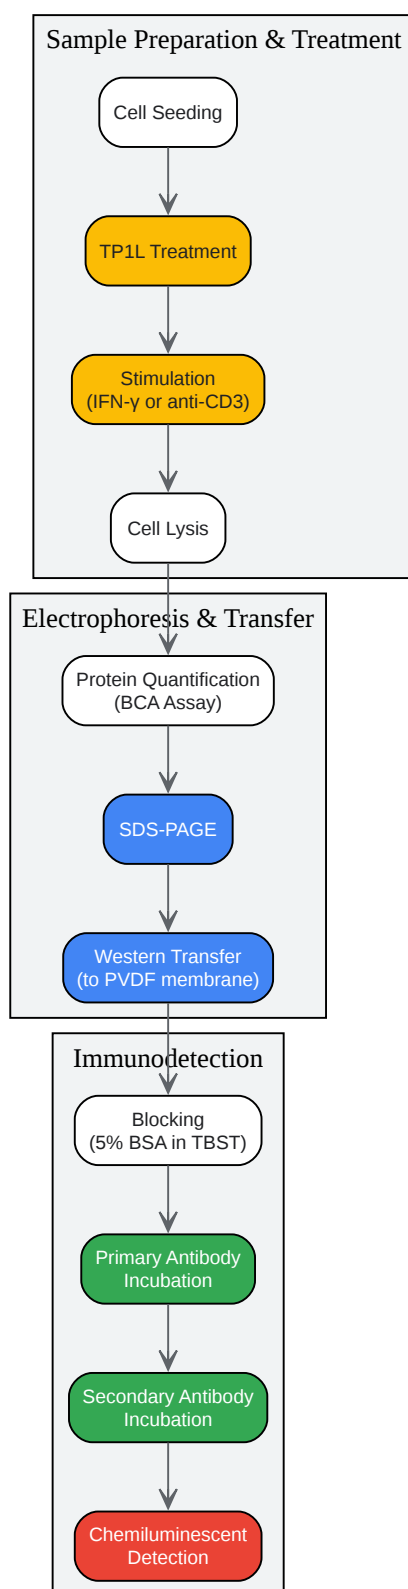 Sample Preparation & Treatment
Cell Seeding
TP1L Treatment
Stimulation
(IFN-γ or anti-CD3)
Cell Lysis
Electrophoresis & Transfer
Protein Quantification
(BCA Assay)
SDS-PAGE
Western Transfer
(to PVDF membrane)
Immunodetection
Blocking
(5% BSA in TBST)
Primary Antibody
Incubation
Secondary Antibody
Incubation
Chemiluminescent
Detection